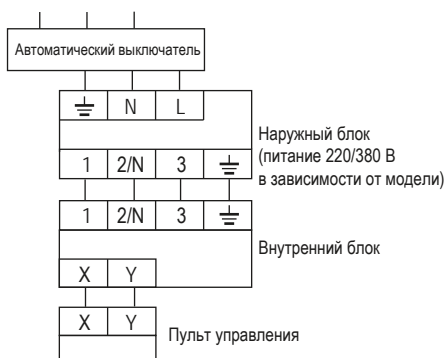 Автоматический выключатель
N L
Наружный блок
(питание 220/380 В
в зависимости от модели)
1 2/N 3
1 2/N 3
Внутренний блок
X Y
X Y
Пульт управления